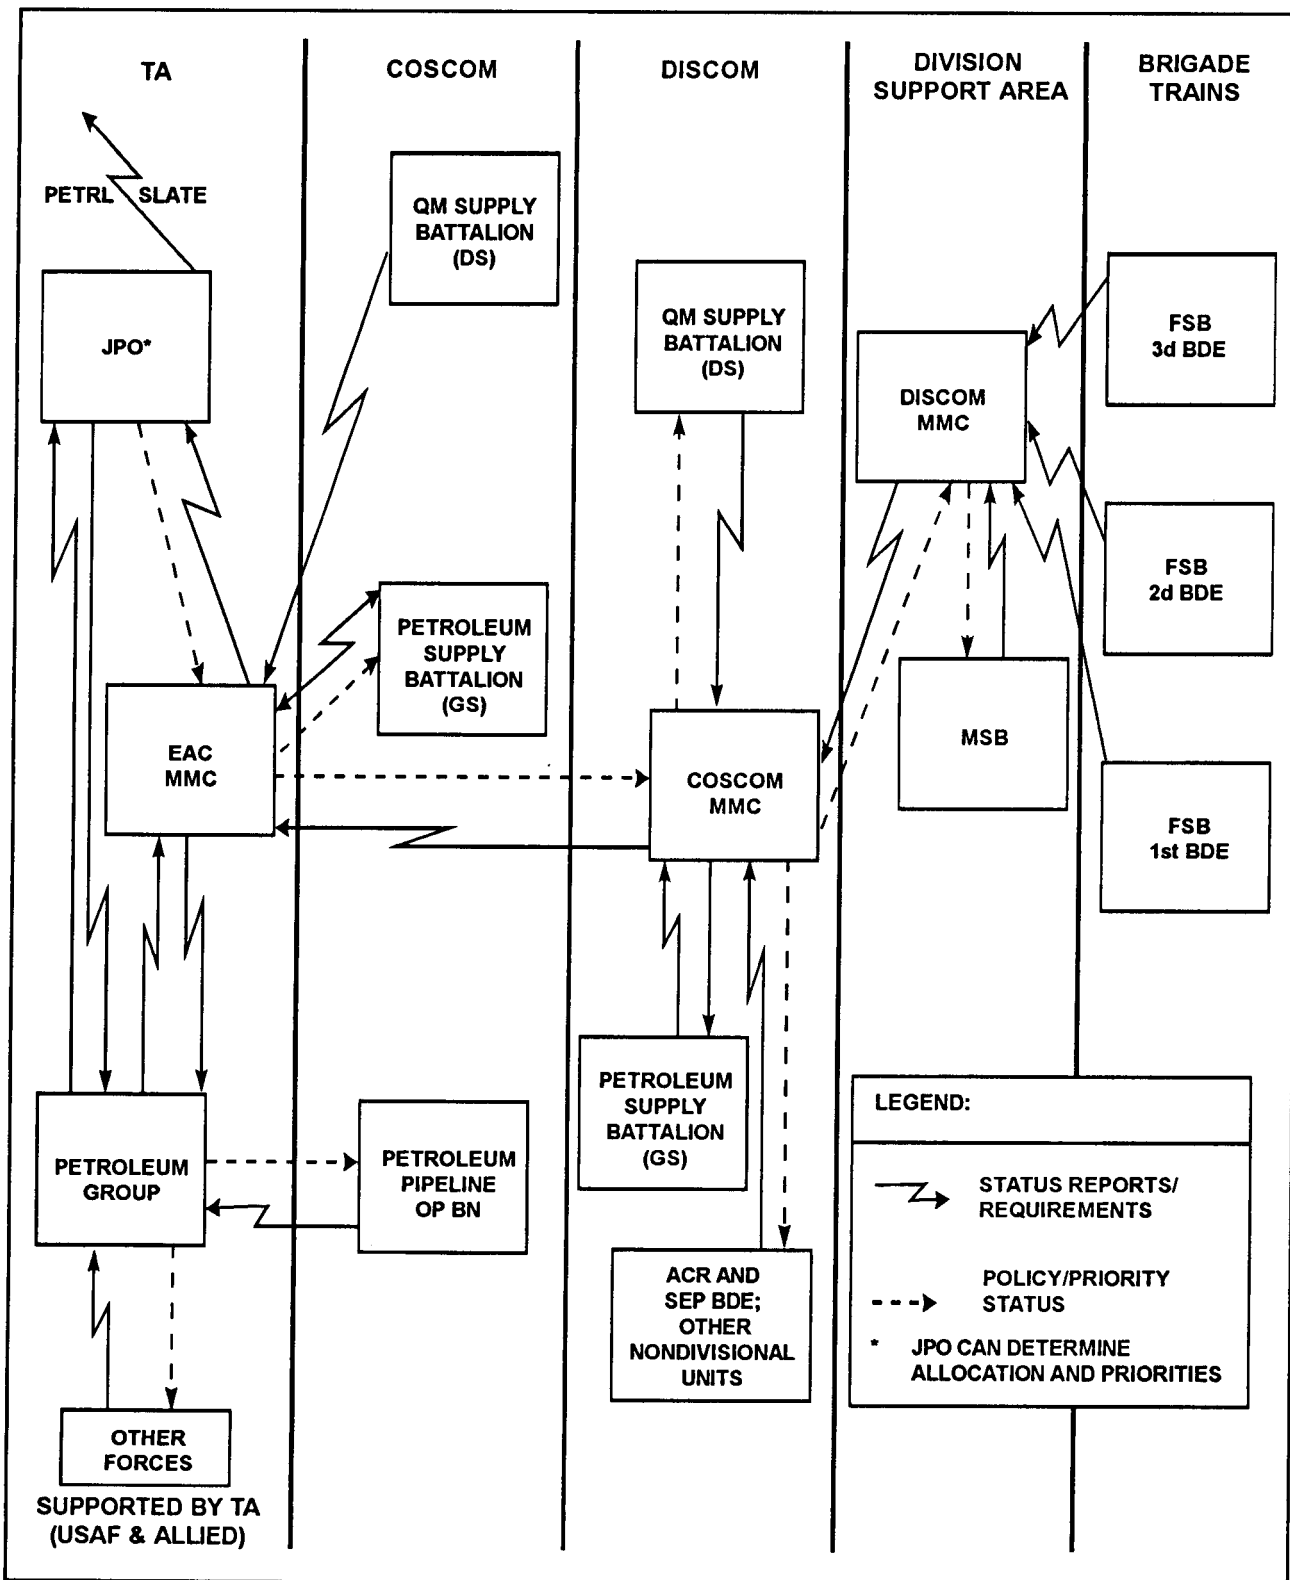 TA
COSCOM
DISCOM
DIVISION
SUPPORT AREA
BRIGADE
TRAINS
PETRL SLATE
JPO*
QM SUPPLY
BATTALION
(DS)
QM SUPPLY
BATTALION
(DS)
DISCOM
MMC
FSB
3d BDE
FSB
2d BDE
FSB
1st BDE
PETROLEUM
SUPPLY
BATTALION
(GS)
EAC
MMC
COSCOM
MMC
MSB
PETROLEUM
GROUP
PETROLEUM
PIPELINE
OP BN
PETROLEUM
SUPPLY
BATTALION
(GS)
ACR AND
SEP BDE;
OTHER
NONDIVISIONAL
UNITS
OTHER
FORCES
SUPPORTED BY TA
(USAF & ALLIED)
LEGEND:
STATUS REPORTS/
REQUIREMENTS
POLICY/PRIORITY
STATUS
* JPO CAN DETERMINE
ALLOCATION AND PRIORITIES